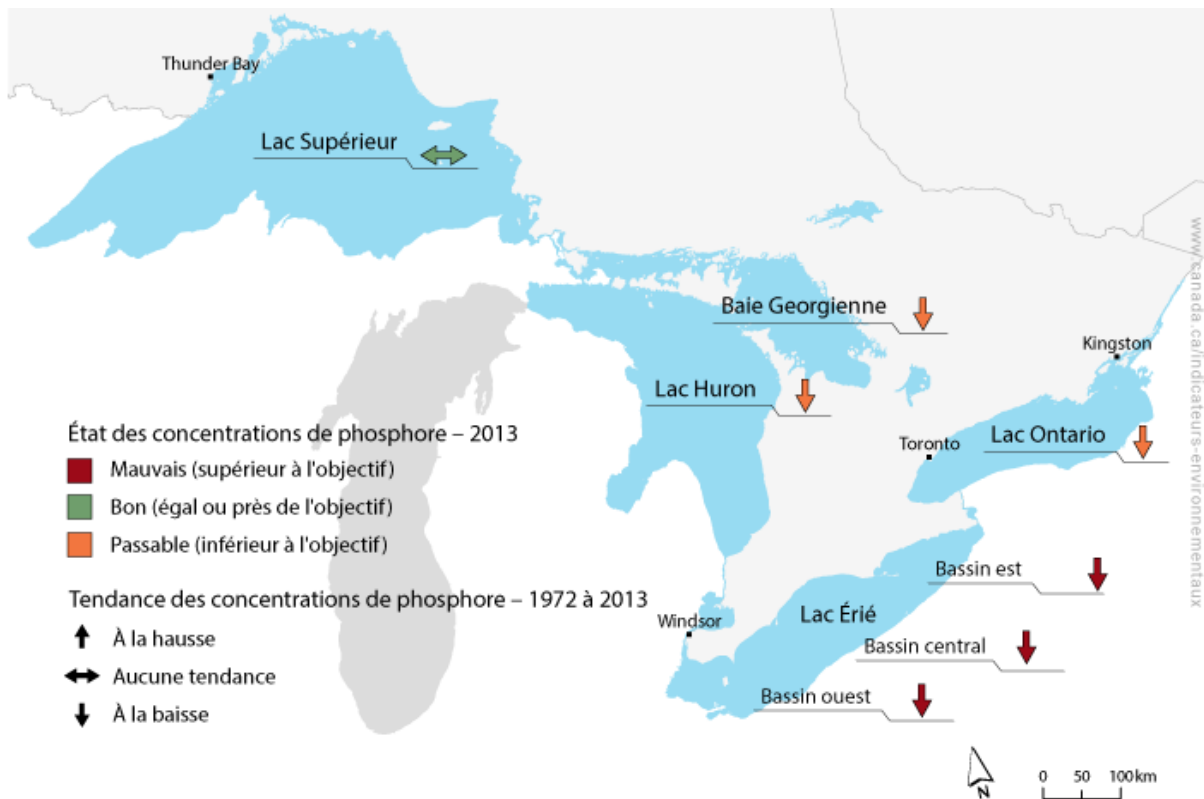 Thunder Bay
Lac Supérieur
Baie Georgienne
Kingston
Lac Huron
Toronto
Lac Ontario
État des concentrations de phosphore – 2013
Mauvais (supérieur à l'objectif)
Bon (égal ou près de l'objectif)
Passable (inférieur à l'objectif)
Bassin est
Tendance des concentrations de phosphore – 1972 à 2013
Windsor
Lac Érié
À la hausse
Bassin central
Aucune tendance
Bassin ouest
À la baisse
N
0 50 100 km
www.canada.ca/indicateurs-environnementaux